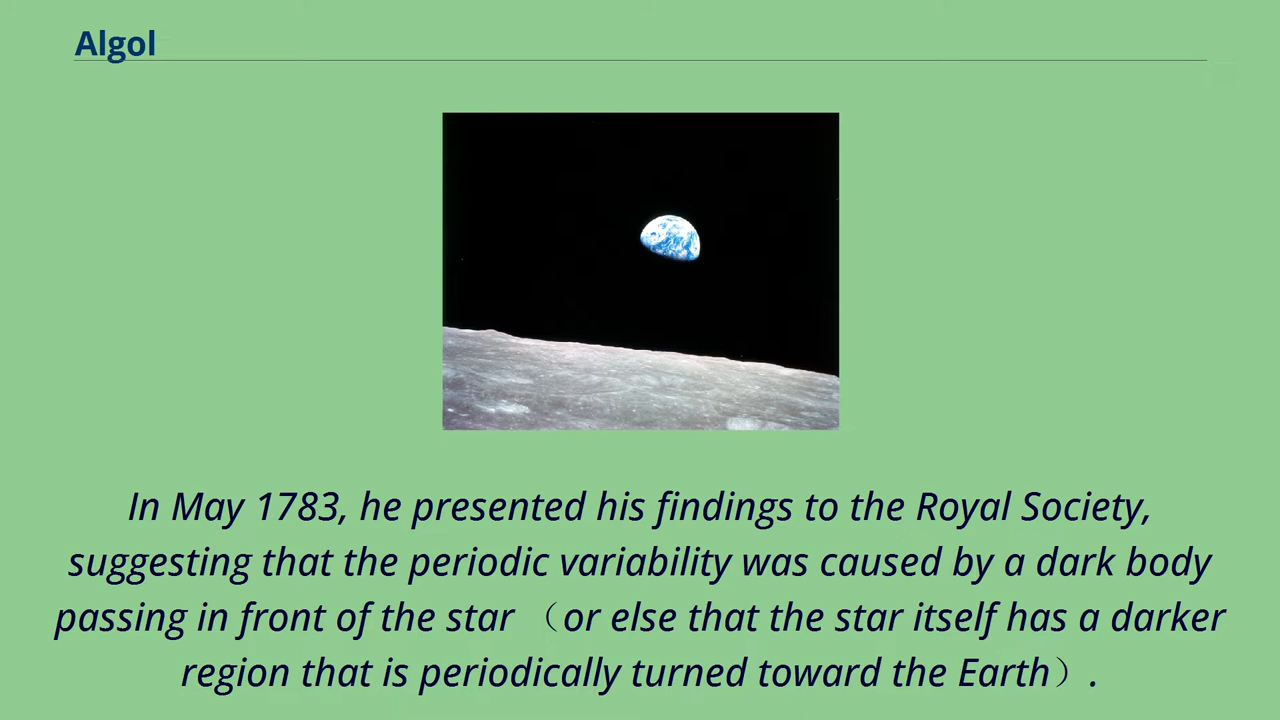 Algol
In May 1783, he presented his findings to the Royal Society,
suggesting that the periodic variability was caused by a dark body
passing in front of the star （or else that the star itself has a darker
region that is periodically turned toward the Earth）.